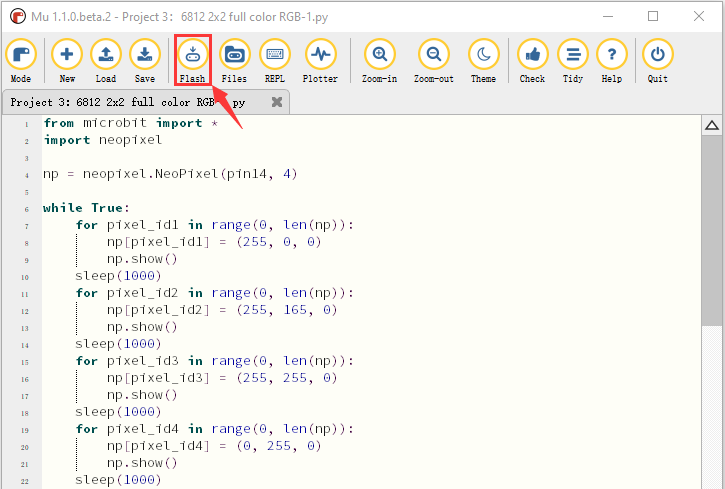 Mu 1.1.0.beta.2 - Project 3： 6812 2x2 full color RGB-1.py
Mode New Load Save Flash Files REPL Plotter Zoom-in Zoom-out Theme Check Tidy Help Quit
Project 3: 6812 2x2 full color RGB-1.py
1 from microbit import *
2 import neopixel
3
4 np = neopixel.NeoPixel(pin14, 4)
5
6 while True:
7 for pixel_id1 in range(0, len(np)):
8 np[pixel_id1] = (255, 0, 0)
9 np.show()
10 sleep(1000)
11 for pixel_id2 in range(0, len(np)):
12 np[pixel_id2] = (255, 165, 0)
13 np.show()
14 sleep(1000)
15 for pixel_id3 in range(0, len(np)):
16 np[pixel_id3] = (255, 255, 0)
17 np.show()
18 sleep(1000)
19 for pixel_id4 in range(0, len(np)):
20 np[pixel_id4] = (0, 255, 0)
21 np.show()
22 sleep(1000)